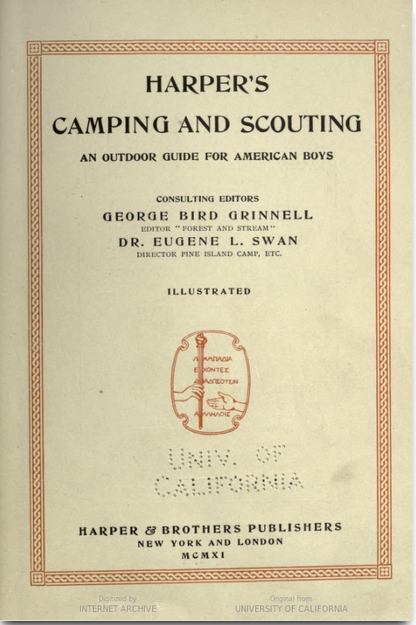 HARPER'S
CAMPING AND SCOUTING
AN OUTDOOR GUIDE FOR AMERICAN BOYS
CONSULTING EDITORS
GEORGE BIRD GRINNELL
EDITOR "FOREST AND STREAM"
DR. EUGENE L. SWAN
DIRECTOR PINE ISLAND CAMP, ETC.
ILLUSTRATED
UNIV. OF
CALIFORNIA
HARPER & BROTHERS PUBLISHERS
NEW YORK AND LONDON
MCMXI
Digitized by
INTERNET ARCHIVE
Original from
UNIVERSITY OF CALIFORNIA